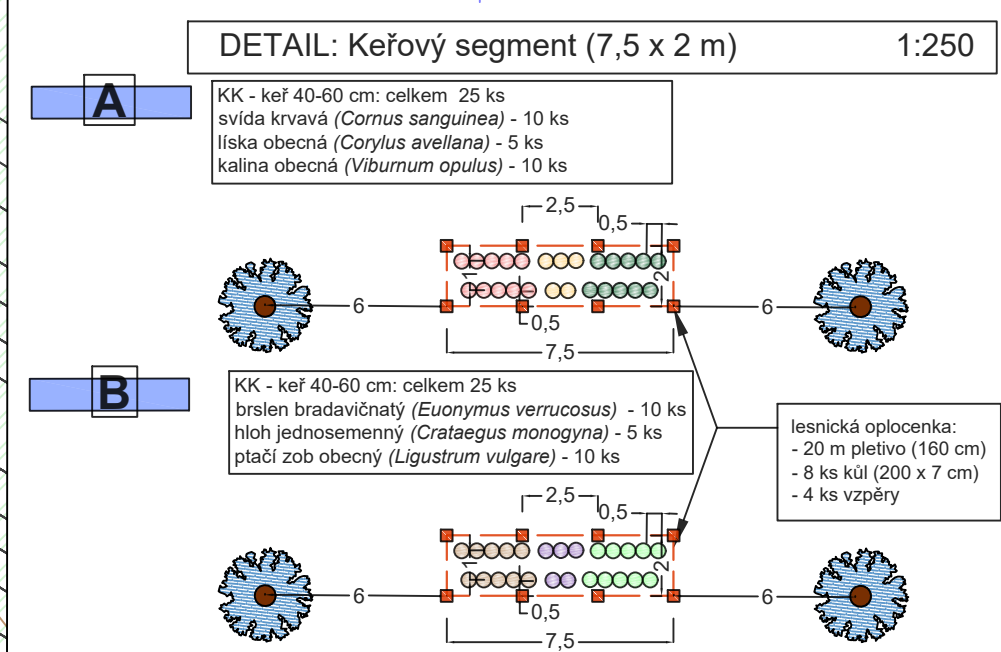 DETAIL: Keřový segment (7,5 x 2 m) 1:250
A
KK - keř 40-60 cm: celkem 25 ks
svída krvavá (Cornus sanguinea) - 10 ks
líska obecná (Corylus avellana) - 5 ks
kalina obecná (Viburnum opulus) - 10 ks
2,5
0,5
1
2
6
6
0,5
7,5
B
KK - keř 40-60 cm: celkem 25 ks
brslen bradavičnatý (Euonymus verrucosus) - 10 ks
hloh jednosemenný (Crataegus monogyna) - 5 ks
ptačí zob obecný (Ligustrum vulgare) - 10 ks
lesnická oplocenka:
- 20 m pletivo (160 cm)
- 8 ks kůl (200 x 7 cm)
- 4 ks vzpěry
2,5
0,5
1
2
6
6
0,5
7,5